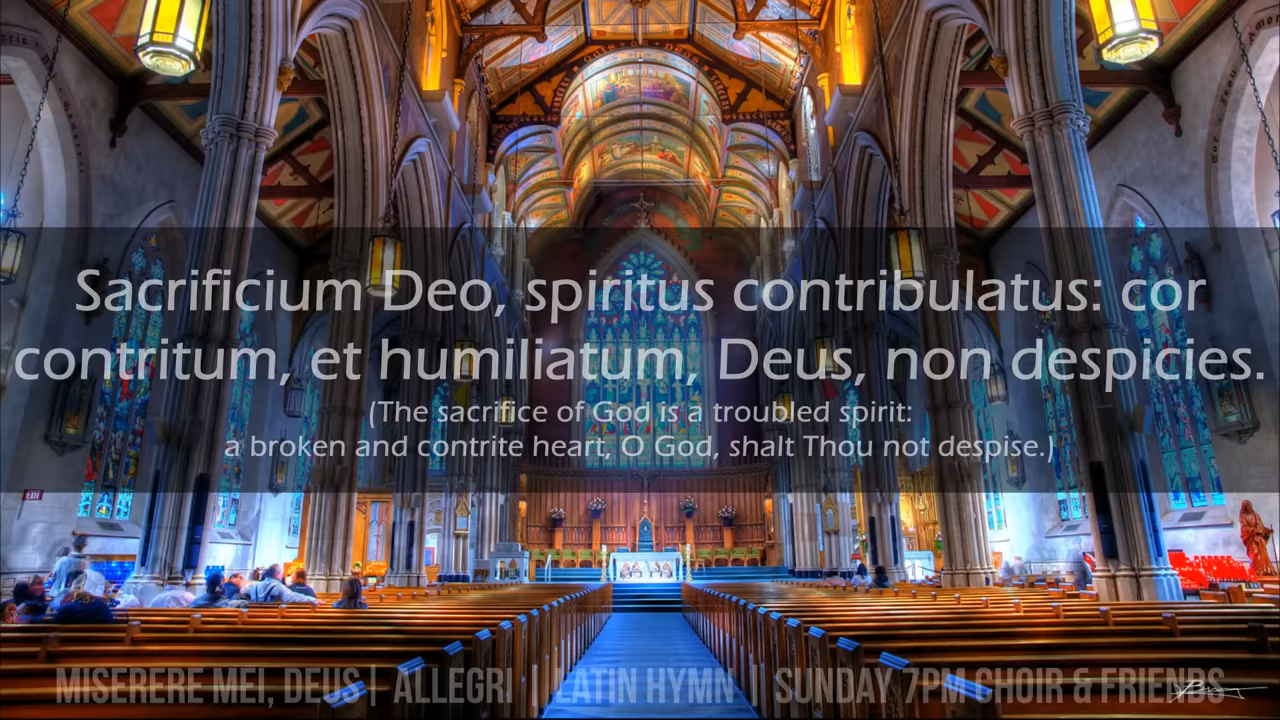 Sacrificium Deo, spiritus contribulatus: cor
contritum, et humiliatum, Deus, non despicies.
(The sacrifice of God is a troubled spirit:
a broken and contrite heart, O God, shalt Thou not despise.)
EXIT
MISERERE MEI, DEUS | ALLEGRI | LATIN HYMN | SUNDAY 7PM CHOIR & FRIENDS